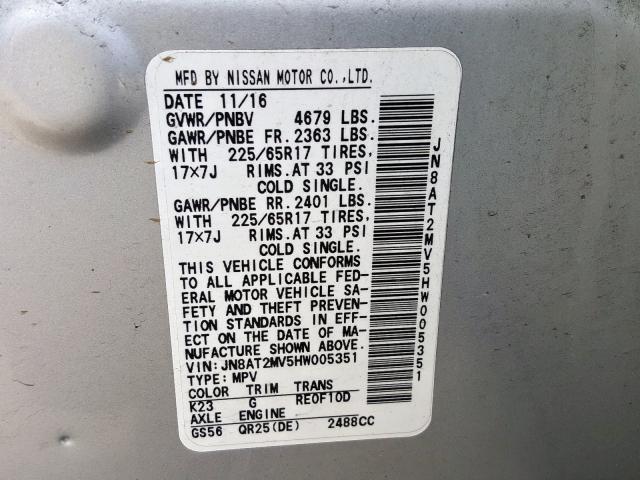 MFD BY NISSAN MOTOR CO.,LTD.
DATE 11/16
GVWR/PNBV 4679 LBS.
GAWR/PNBE FR. 2363 LBS.
WITH 225/65R17 TIRES,
17×7J RIMS.AT 33 PSI
COLD SINGLE.
GAWR/PNBE RR. 2401 LBS.
WITH 225/65R17 TIRES,
17×7J RIMS.AT 33 PSI
COLD SINGLE.
THIS VEHICLE CONFORMS
TO ALL APPLICABLE FED-
ERAL MOTOR VEHICLE SA-
FETY AND THEFT PREVEN-
TION STANDARDS IN EFF-
ECT ON THE DATE OF MA-
NUFACTURE SHOWN ABOVE.
VIN:JN8AT2MV5HW005351
TYPE:MPV
COLOR TRIM TRANS
K23 G RE0F10D
AXLE ENGINE
GS56 QR25(DE) 2488CC
JN8AT2MV5HW005351